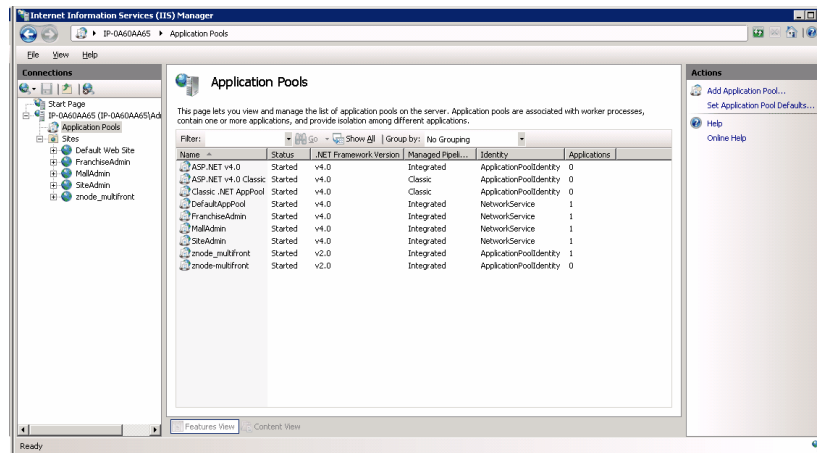 Internet Information Services (IIS) Manager
IP-0A60AA65 Application Pools
File View Help
Connections
Start Page
IP-0A60AA65 (IP-0A60AA65\Ad
Application Pools
Sites
Default Web Site
FranchiseAdmin
MallAdmin
SiteAdmin
znode_multifront
Application Pools
This page lets you view and manage the list of application pools on the server. Application pools are associated with worker processes,
contain one or more applications, and provide isolation among different applications.
Filter: Go Show All Group by: No Grouping
Name Status .NET Framework Version Managed Pipeli... Identity Applications
ASP.NET v4.0 Started v4.0 Integrated ApplicationPoolIdentity 0
ASP.NET v4.0 Classic Started v4.0 Classic ApplicationPoolIdentity 0
Classic .NET AppPool Started v4.0 Classic ApplicationPoolIdentity 0
DefaultAppPool Started v4.0 Integrated NetworkService 1
FranchiseAdmin Started v4.0 Integrated NetworkService 1
MallAdmin Started v4.0 Integrated NetworkService 1
SiteAdmin Started v4.0 Integrated NetworkService 1
znode_multifront Started v2.0 Integrated ApplicationPoolIdentity 1
znode-multifront Started v2.0 Integrated ApplicationPoolIdentity 0
Actions
Add Application Pool...
Set Application Pool Defaults...
Help
Online Help
Features View Content View
Ready